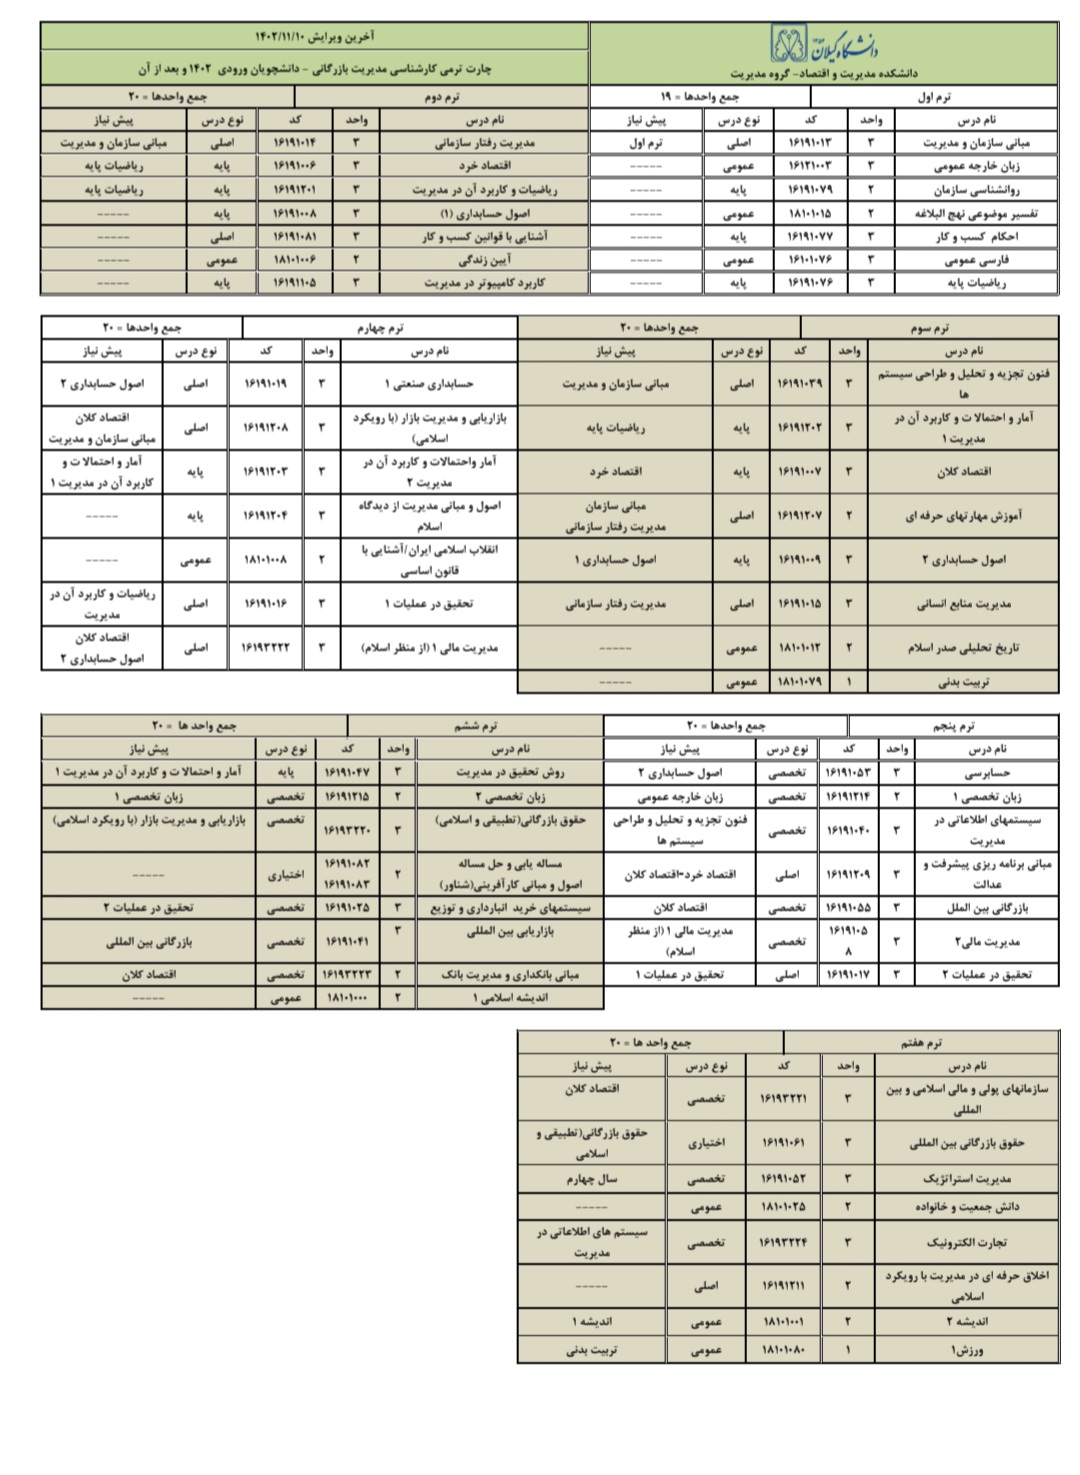 دانشگاه گیلان
دانشکده مدیریت و اقتصاد- گروه مدیریت
آخرین ویرایش ۱۴۰۲/۱۱/۱۰
چارت ترمی کارشناسی مدیریت بازرگانی - دانشجویان ورودی ۱۴۰۲ و بعد از آن
ترم اول جمع واحدها = ۱۹
نام درس واحد کد نوع درس پیش نیاز
مبانی سازمان و مدیریت ۳ ۱۶۱۹۱۰۱۳ اصلی ترم اول
زبان خارجه عمومی ۳ ۱۶۱۲۱۰۰۳ عمومی -----
روانشناسی سازمان ۲ ۱۶۱۹۱۰۷۹ پایه -----
تفسیر موضوعی نهج البلاغه ۲ ۱۸۱۰۱۰۱۵ عمومی -----
احکام کسب و کار ۳ ۱۶۱۹۱۰۷۷ پایه -----
فارسی عمومی ۳ ۱۶۱۰۱۰۷۶ عمومی -----
ریاضیات پایه ۳ ۱۶۱۹۱۰۷۶ پایه -----
ترم دوم جمع واحدها = ۲۰
نام درس واحد کد نوع درس پیش نیاز
مدیریت رفتار سازمانی ۳ ۱۶۱۹۱۰۱۴ اصلی مبانی سازمان و مدیریت
اقتصاد خرد ۳ ۱۶۱۹۱۰۰۶ پایه ریاضیات پایه
ریاضیات و کاربرد آن در مدیریت ۳ ۱۶۱۹۱۲۰۱ پایه ریاضیات پایه
اصول حسابداری (۱) ۳ ۱۶۱۹۱۰۰۸ پایه -----
آشنایی با قوانین کسب و کار ۳ ۱۶۱۹۱۰۸۱ اصلی -----
آیین زندگی ۲ ۱۸۱۰۱۰۰۶ عمومی -----
کاربرد کامپیوتر در مدیریت ۳ ۱۶۱۹۱۱۰۵ پایه -----
ترم سوم جمع واحدها = ۲۰
نام درس واحد کد نوع درس پیش نیاز
فنون تجزیه و تحلیل و طراحی سیستم
ها ۳ ۱۶۱۹۱۰۳۹ اصلی مبانی سازمان و مدیریت
آمار و احتمالا ت و کاربرد آن در
مدیریت ۱ ۳ ۱۶۱۹۱۲۰۲ پایه ریاضیات پایه
اقتصاد کلان ۳ ۱۶۱۹۱۰۰۷ پایه اقتصاد خرد
آموزش مهارتهای حرفه ای ۲ ۱۶۱۹۱۲۰۷ اصلی مبانی سازمان
مدیریت رفتار سازمانی
اصول حسابداری ۲ ۳ ۱۶۱۹۱۰۰۹ پایه اصول حسابداری ۱
مدیریت منابع انسانی ۳ ۱۶۱۹۱۰۱۵ اصلی مدیریت رفتار سازمانی
تاریخ تحلیلی صدر اسلام ۲ ۱۸۱۰۱۰۱۲ عمومی -----
تربیت بدنی ۱ ۱۸۱۰۱۰۷۹ عمومی -----
ترم چهارم جمع واحدها = ۲۰
نام درس واحد کد نوع درس پیش نیاز
حسابداری صنعتی ۱ ۳ ۱۶۱۹۱۰۱۹ اصلی اصول حسابداری ۲
بازاریابی و مدیریت بازار (با رویکرد
اسلامی) ۳ ۱۶۱۹۱۲۰۸ اصلی اقتصاد کلان
مبانی سازمان و مدیریت
آمار واحتمالات و کاربرد آن در
مدیریت ۲ ۳ ۱۶۱۹۱۲۰۳ پایه آمار و احتمالا ت و
کاربرد آن در مدیریت ۱
اصول و مبانی مدیریت از دیدگاه
اسلام ۳ ۱۶۱۹۱۲۰۴ پایه -----
انقلاب اسلامی ایران/آشنایی با
قانون اساسی ۲ ۱۸۱۰۱۰۰۸ عمومی -----
تحقیق در عملیات ۱ ۳ ۱۶۱۹۱۰۱۶ اصلی ریاضیات و کاربرد آن در
مدیریت
مدیریت مالی ۱ (از منظر اسلام) ۳ ۱۶۱۹۳۲۲۲ اصلی اقتصاد کلان
اصول حسابداری ۲
ترم پنجم جمع واحدها = ۲۰
نام درس واحد کد نوع درس پیش نیاز
حسابرسی ۳ ۱۶۱۹۱۰۵۳ تخصصی اصول حسابداری ۲
زبان تخصصی ۱ ۲ ۱۶۱۹۱۲۱۴ تخصصی زبان خارجه عمومی
سیستمهای اطلاعاتی در
مدیریت ۳ ۱۶۱۹۱۰۴۰ تخصصی فنون تجزیه و تحلیل و طراحی
سیستم ها
مبانی برنامه ریزی پیشرفت و
عدالت ۳ ۱۶۱۹۱۲۰۹ اصلی اقتصاد خرد-اقتصاد کلان
بازرگانی بین الملل ۳ ۱۶۱۹۱۰۵۵ تخصصی اقتصاد کلان
مدیریت مالی۲ ۳ ۱۶۱۹۱۰۵
۸ تخصصی مدیریت مالی ۱ (از منظر
اسلام)
تحقیق در عملیات ۲ ۳ ۱۶۱۹۱۰۱۷ اصلی تحقیق در عملیات ۱
ترم ششم جمع واحد ها = ۲۰
نام درس واحد کد نوع درس پیش نیاز
روش تحقیق در مدیریت ۳ ۱۶۱۹۱۰۴۷ پایه آمار و احتمالا ت و کاربرد آن در مدیریت ۱
زبان تخصصی ۲ ۲ ۱۶۱۹۱۲۱۵ تخصصی زبان تخصصی ۱
حقوق بازرگانی(تطبیقی و اسلامی) ۳ ۱۶۱۹۳۲۲۰ تخصصی بازاریابی و مدیریت بازار (با رویکرد اسلامی)
مساله یابی و حل مساله
اصول و مبانی کارآفرینی(شناور) ۲ ۱۶۱۹۱۰۸۲
۱۶۱۹۱۰۸۳ اختیاری -----
سیستمهای خرید انبارداری و توزیع ۳ ۱۶۱۹۱۰۲۵ تخصصی تحقیق در عملیات ۲
بازاریابی بین المللی ۳ ۱۶۱۹۱۰۴۱ تخصصی بازرگانی بین المللی
مبانی بانکداری و مدیریت بانک ۲ ۱۶۱۹۳۲۲۳ تخصصی اقتصاد کلان
اندیشه اسلامی ۱ ۲ ۱۸۱۰۱۰۰۰ عمومی -----
ترم هفتم جمع واحد ها = ۲۰
نام درس واحد کد نوع درس پیش نیاز
سازمانهای پولی و مالی اسلامی و بین
المللی ۳ ۱۶۱۹۳۲۲۱ تخصصی اقتصاد کلان
حقوق بازرگانی بین المللی ۳ ۱۶۱۹۱۰۶۱ اختیاری حقوق بازرگانی(تطبیقی و
اسلامی
مدیریت استراتژیک ۳ ۱۶۱۹۱۰۵۲ تخصصی سال چهارم
دانش جمعیت و خانواده ۲ ۱۸۱۰۱۰۲۵ عمومی -----
تجارت الکترونیک ۳ ۱۶۱۹۳۲۲۴ تخصصی سیستم های اطلاعاتی در
مدیریت
اخلاق حرفه ای در مدیریت با رویکرد
اسلامی ۲ ۱۶۱۹۱۲۱۱ اصلی -----
اندیشه ۲ ۲ ۱۸۱۰۱۰۰۱ عمومی اندیشه ۱
ورزش۱ ۱ ۱۸۱۰۱۰۸۰ عمومی تربیت بدنی